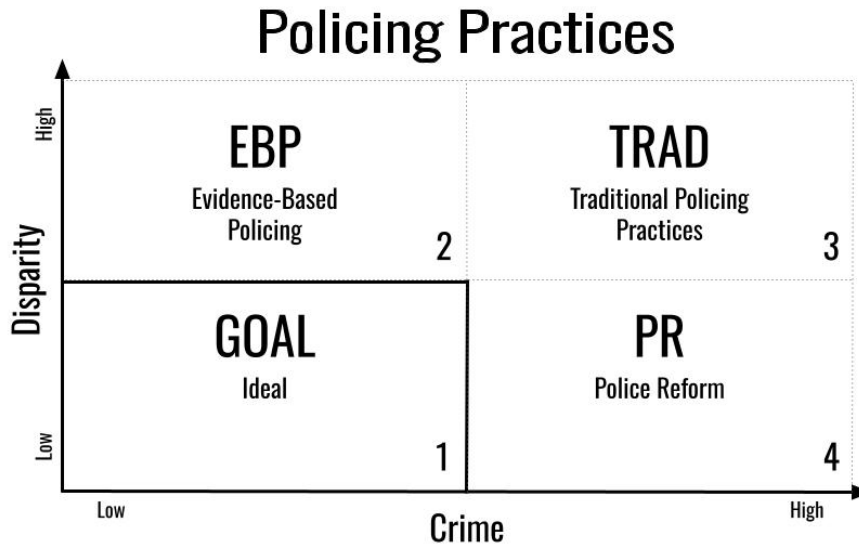 Policing Practices
High
EBP
Evidence-Based
Policing
2
TRAD
Traditional Policing
Practices
3
Disparity
GOAL
Ideal
1
PR
Police Reform
4
Low
Low
High
Crime